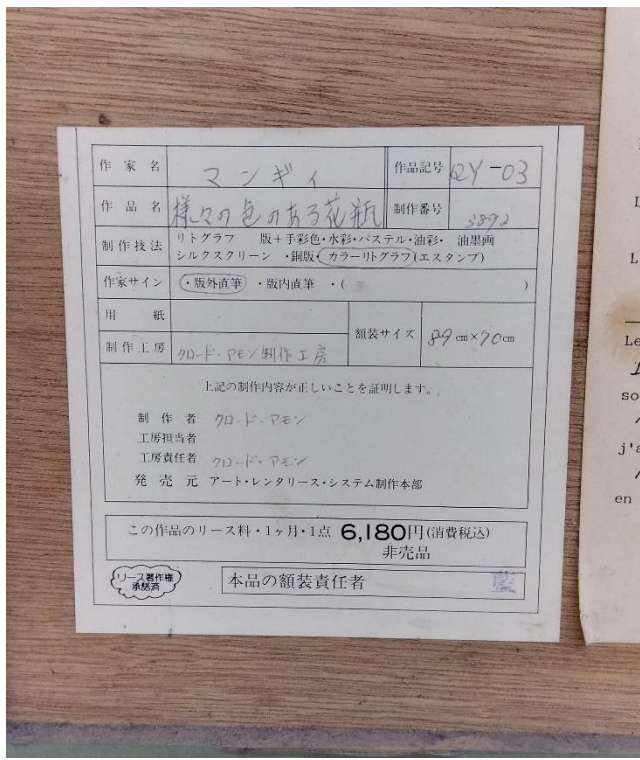 作家名 マンギィ 作品記号 QY-03
作品名 様々の色のある花瓶 制作番号 3892
制作技法 リトグラフ 版+手彩色・水彩・パステル・油彩・ 油墨画
シルクスクリーン ・銅版・カラーリトグラフ(エスタンプ)
作家サイン ・版外直筆 ・版内直筆 ・( )
用紙
額装サイズ 89cm×70cm
制作工房 クロード・アモン制作工房
上記の制作内容が正しいことを証明します。
制作者 クロード・アモン
工房担当者
工房責任者 クロード・アモン
発売元 アート・レンタリース・システム制作本部
この作品のリース料・1ヶ月・1点 6,180円(消費税込)
非売品
リース著作権
承諾済
本品の額装責任者
L
L
Le
so
j'a
en